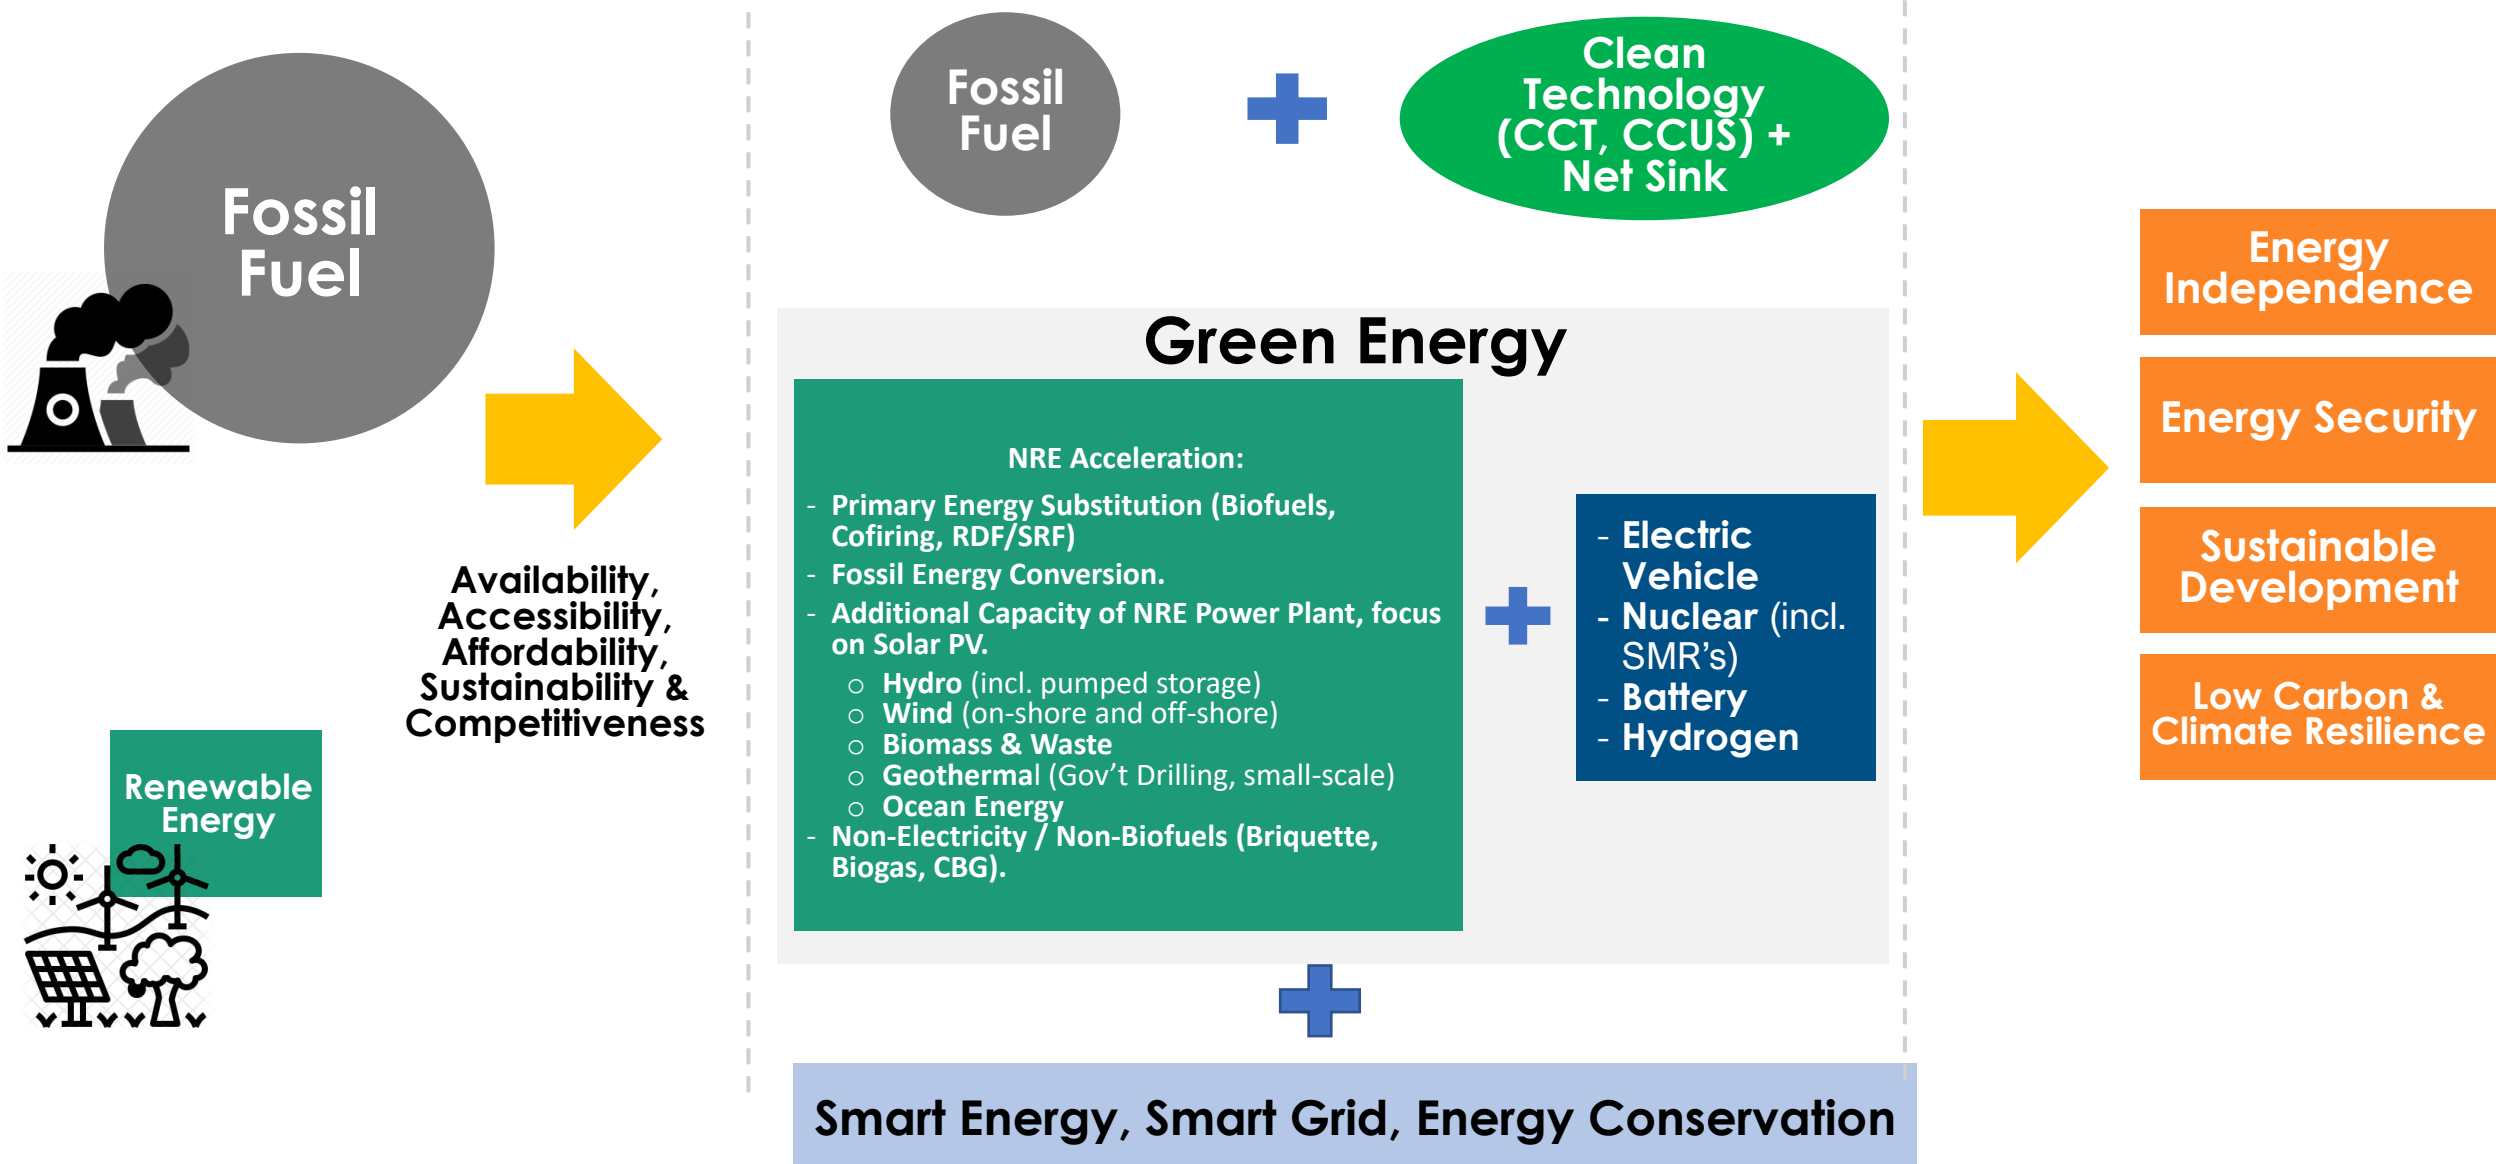 Fossil
Fuel
Availability,
Accessibility,
Affordability,
Sustainability &
Competitiveness
Renewable
Energy
Fossil
Fuel
Clean
Technology
(CCT, CCUS) +
Net Sink
Green Energy
NRE Acceleration:
- Primary Energy Substitution (Biofuels,
Cofiring, RDF/SRF)
- Fossil Energy Conversion.
- Additional Capacity of NRE Power Plant, focus
on Solar PV.
o Hydro (incl. pumped storage)
o Wind (on-shore and off-shore)
o Biomass & Waste
o Geothermal (Gov’t Drilling, small-scale)
o Ocean Energy
- Non-Electricity / Non-Biofuels (Briquette,
Biogas, CBG).
- Electric
Vehicle
- Nuclear (incl.
SMR’s)
- Battery
- Hydrogen
Smart Energy, Smart Grid, Energy Conservation
Energy
Independence
Energy Security
Sustainable
Development
Low Carbon &
Climate Resilience